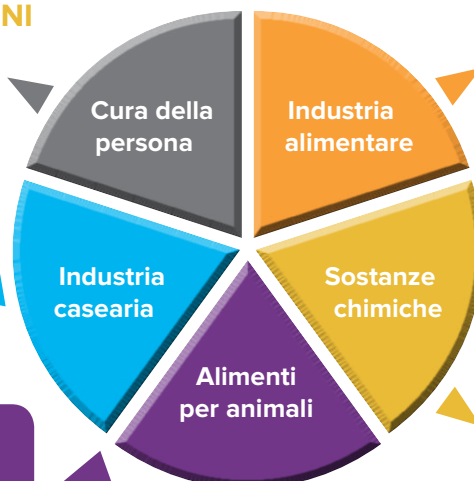 NI
Cura della
persona
Industria
alimentare
Industria
casearia
Sostanze
chimiche
Alimenti
per animali